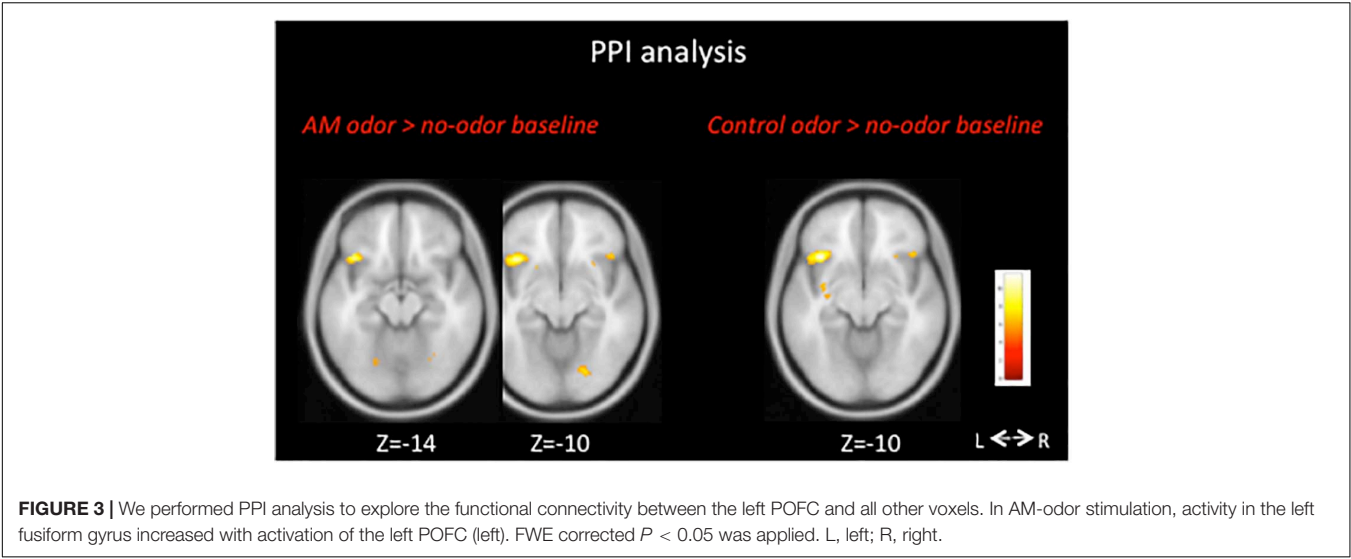 PPI analysis
AM odor > no-odor baseline
Control odor > no-odor baseline
Z=-14
Z=-10
Z=-10
L <-> R
FIGURE 3 | We performed PPI analysis to explore the functional connectivity between the left POFC and all other voxels. In AM-odor stimulation, activity in the left
fusiform gyrus increased with activation of the left POFC (left). FWE corrected P < 0.05 was applied. L, left; R, right.